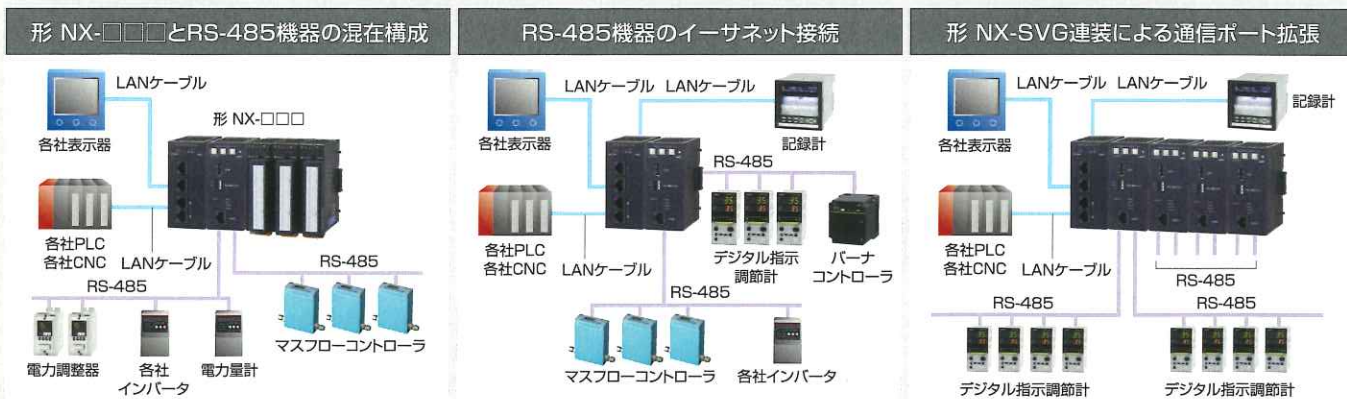 形 NX-□□□とRS-485機器の混在構成
LANケーブル
形 NX-□□□
各社表示器
各社PLC
各社CNC
LANケーブル
RS-485
RS-485
マスフローコントローラ
電力調整器
各社
インバータ
電力量計
RS-485機器のイーサネット接続
LANケーブル LANケーブル
各社表示器
記録計
RS-485
各社PLC
各社CNC
LANケーブル
デジタル指示
調節計
バーナ
コントローラ
RS-485
マスフローコントローラ
各社インバータ
形 NX-SVG連装による通信ポート拡張
LANケーブル LANケーブル
各社表示器
記録計
各社PLC
各社CNC
LANケーブル
RS-485
RS-485
RS-485
デジタル指示調節計
デジタル指示調節計